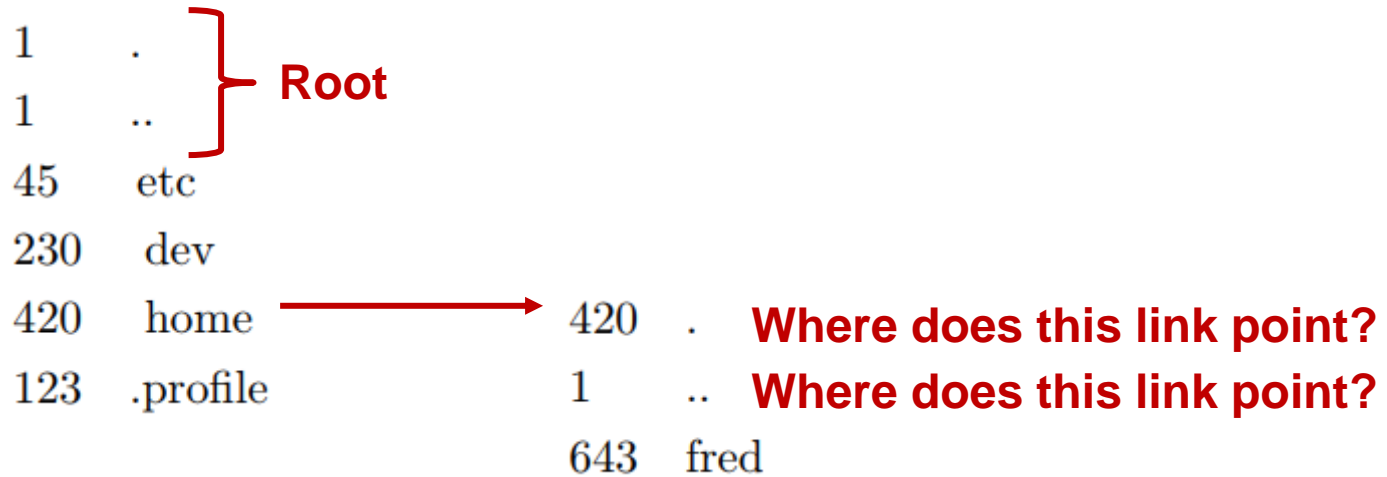 1 .
Root
1 ..
45 etc
230 dev
420 home
123 .profile
420 . Where does this link point?
1 .. Where does this link point?
643 fred